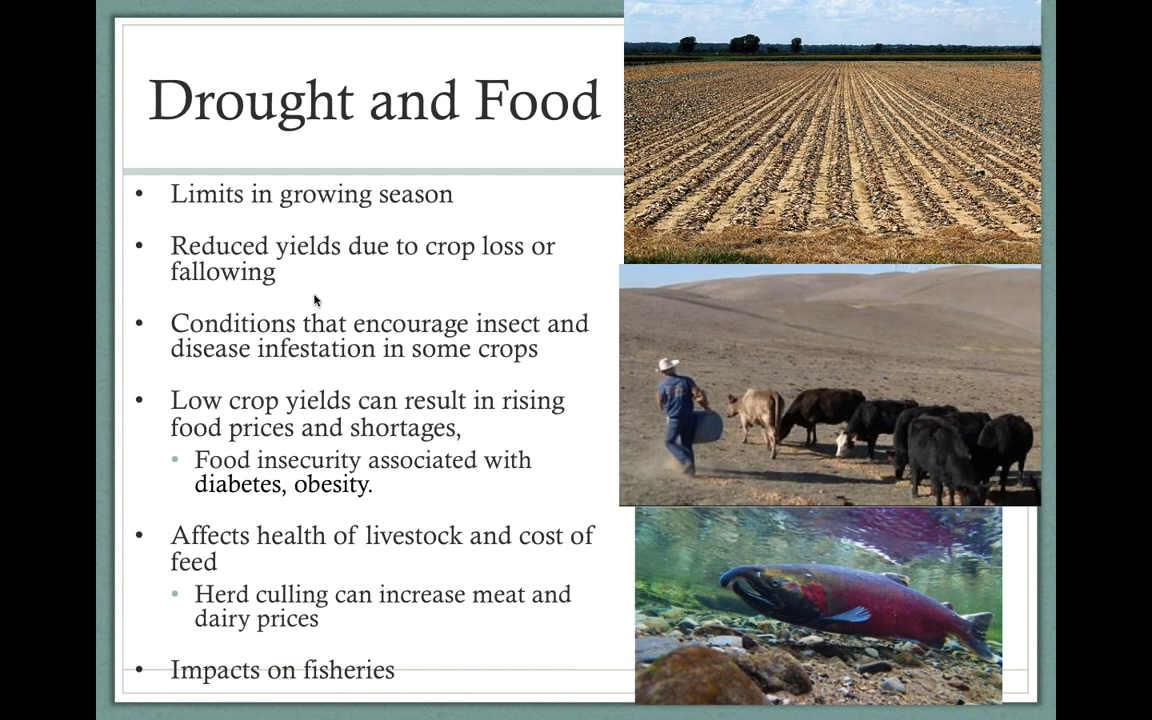 Drought and Food
• Limits in growing season
• Reduced yields due to crop loss or
fallowing
• Conditions that encourage insect and
disease infestation in some crops
• Low crop yields can result in rising
food prices and shortages,
• Food insecurity associated with
diabetes, obesity.
• Affects health of livestock and cost of
feed
• Herd culling can increase meat and
dairy prices
• Impacts on fisheries